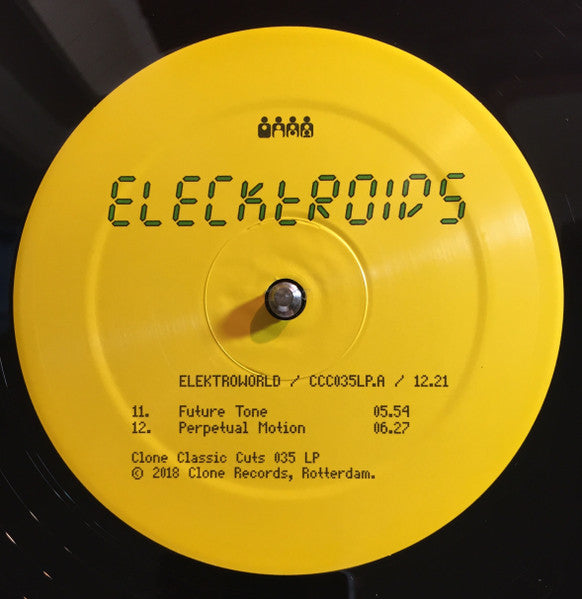 ELECKtROIDS
ELEKTROWORLD / CCC035LP.A / 12.21
11. Future Tone 05.54
12. Perpetual Motion 06.27
Clone Classic Cuts 035 LP
© 2018 Clone Records, Rotterdam.